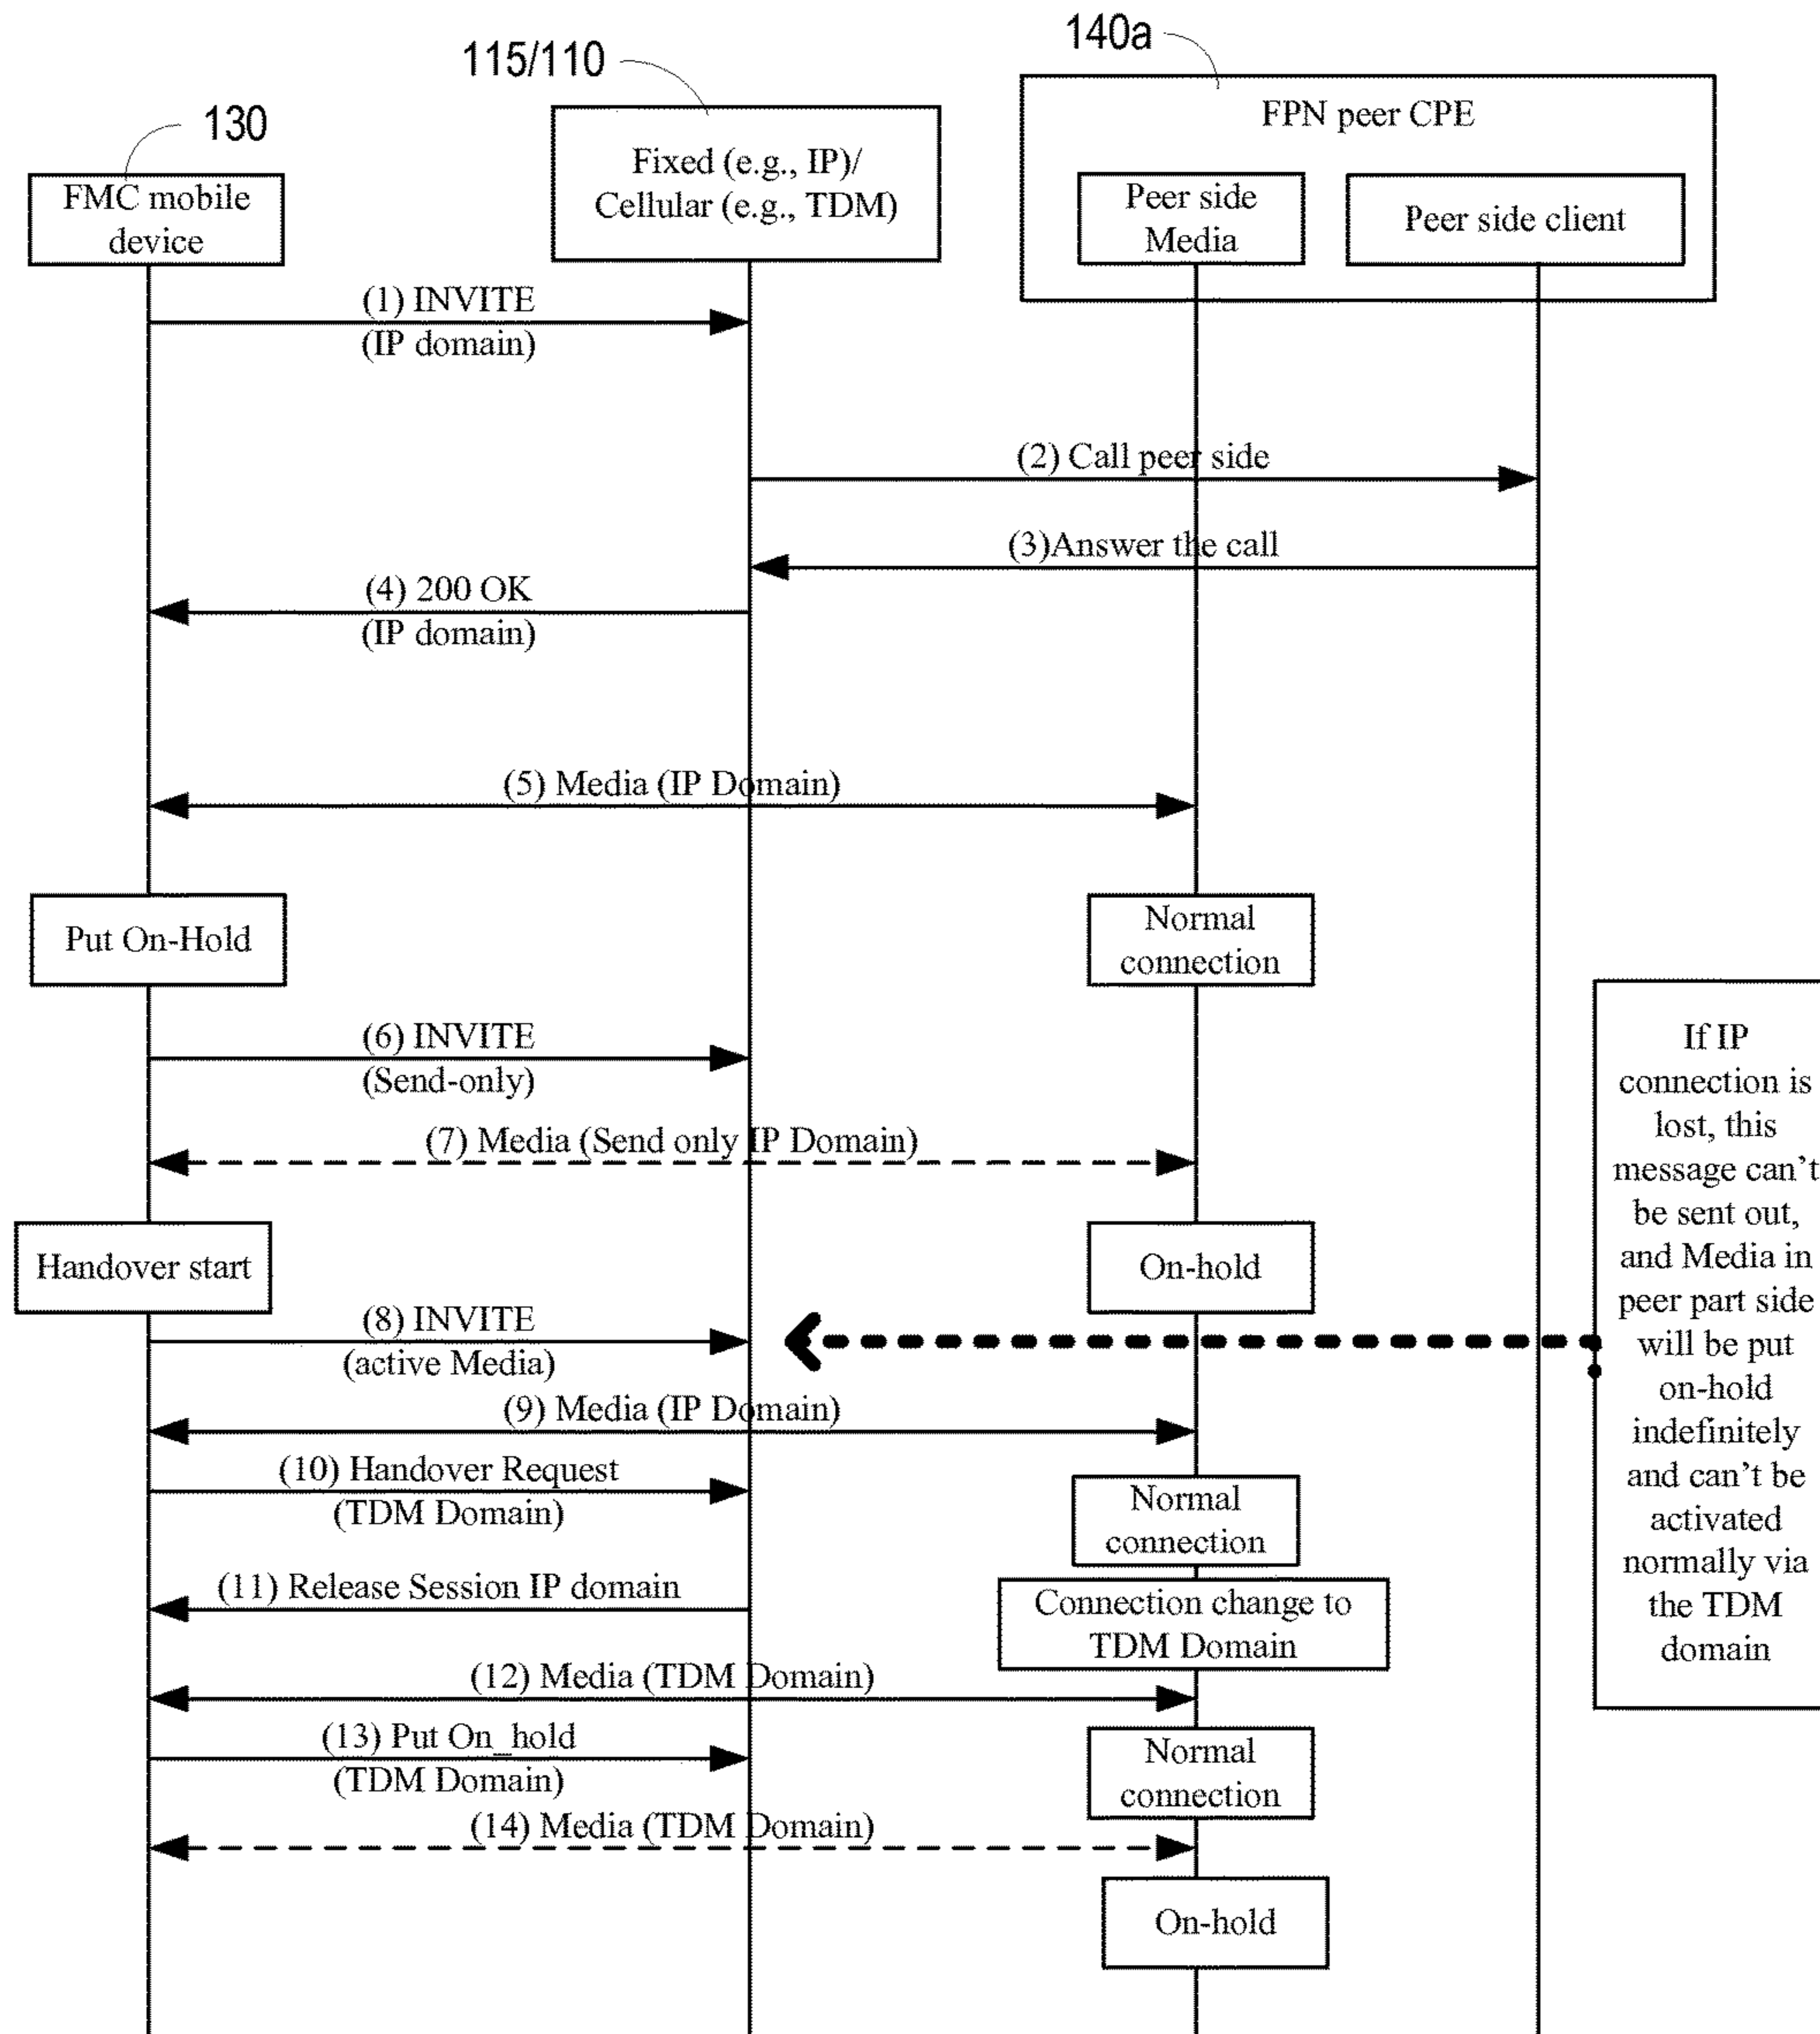 140a
115/110
130
FPN peer CPE
Fixed (e.g., IP)/
Cellular (e.g., TDM)
FMC mobile
device
Peer side
Media
Peer side client
(1) INVITE
(IP domain)
(2) Call peer side
(3)Answer the call
(4) 200 OK
(IP domain)
(5) Media (IP Domain)
Put On-Hold
Normal
connection
(6) INVITE
(Send-only)
(7) Media (Send only IP Domain)
Handover start
On-hold
(8) INVITE
(active Media)
If IP
connection is
lost, this
message can't
be sent out,
and Media in
peer part side
will be put
on-hold
indefinitely
and can't be
activated
normally via
the TDM
domain
(9) Media (IP Domain)
(10) Handover Request
(TDM Domain)
Normal
connection
(11) Release Session IP domain
Connection change to
TDM Domain
(12) Media (TDM Domain)
(13) Put On_hold
(TDM Domain)
Normal
connection
(14) Media (TDM Domain)
On-hold